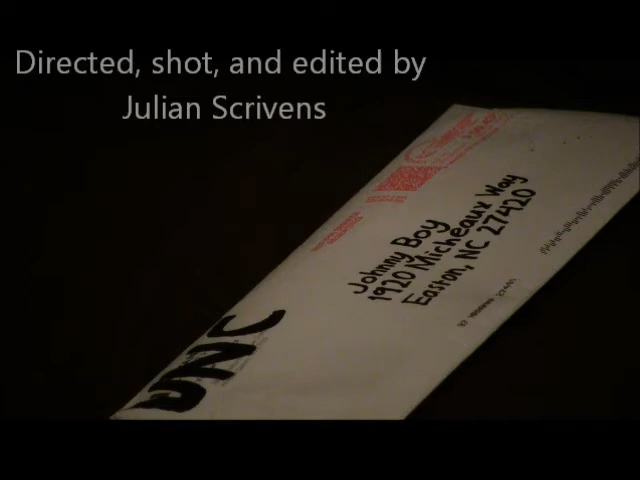 Directed, shot, and edited by
Julian Scrivens
Johnny Boy
1920 Micheaux Way
Easton, NC 27420
UNC